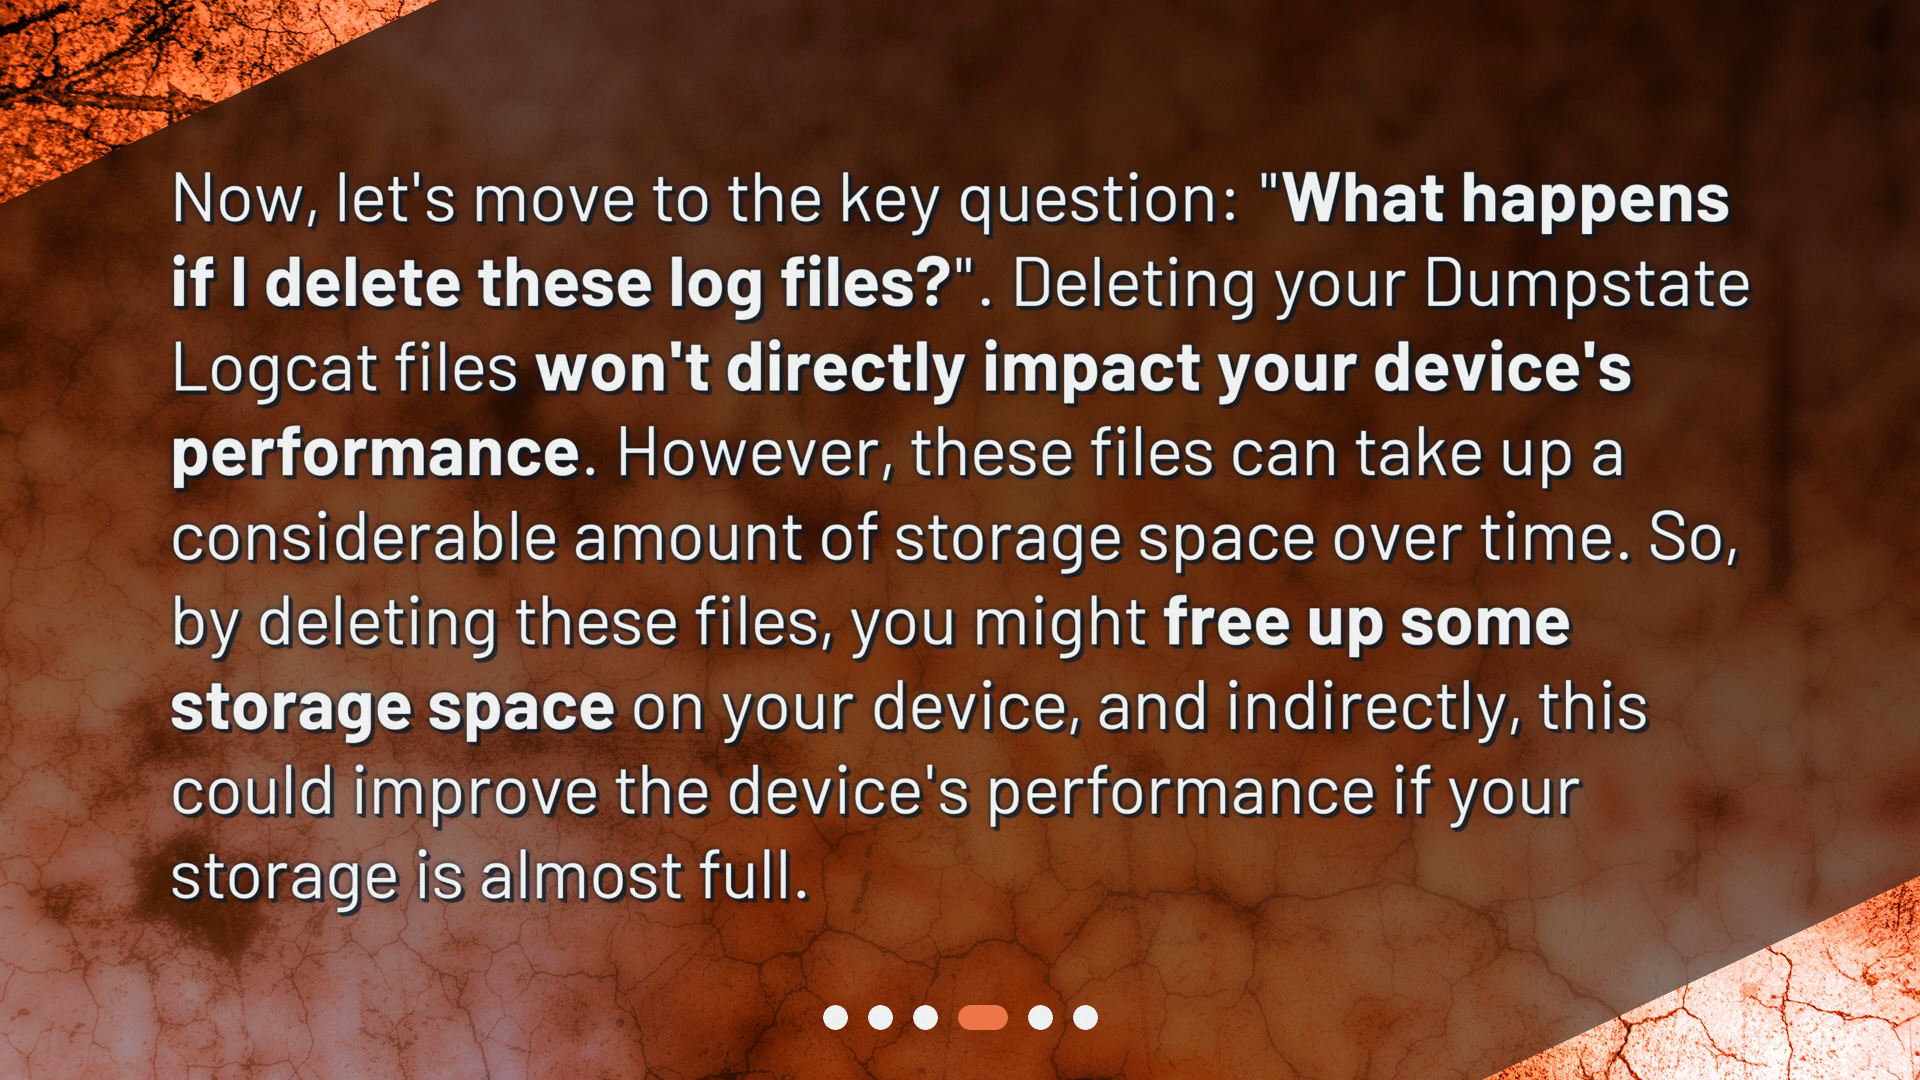 Now, let's move to the key question: "What happens
if I delete these log files?". Deleting your Dumpstate
Logcat files won't directly impact your device's
performance. However, these files can take up a
considerable amount of storage space over time. So,
by deleting these files, you might free up some
storage space on your device, and indirectly, this
could improve the device's performance if your
storage is almost full.